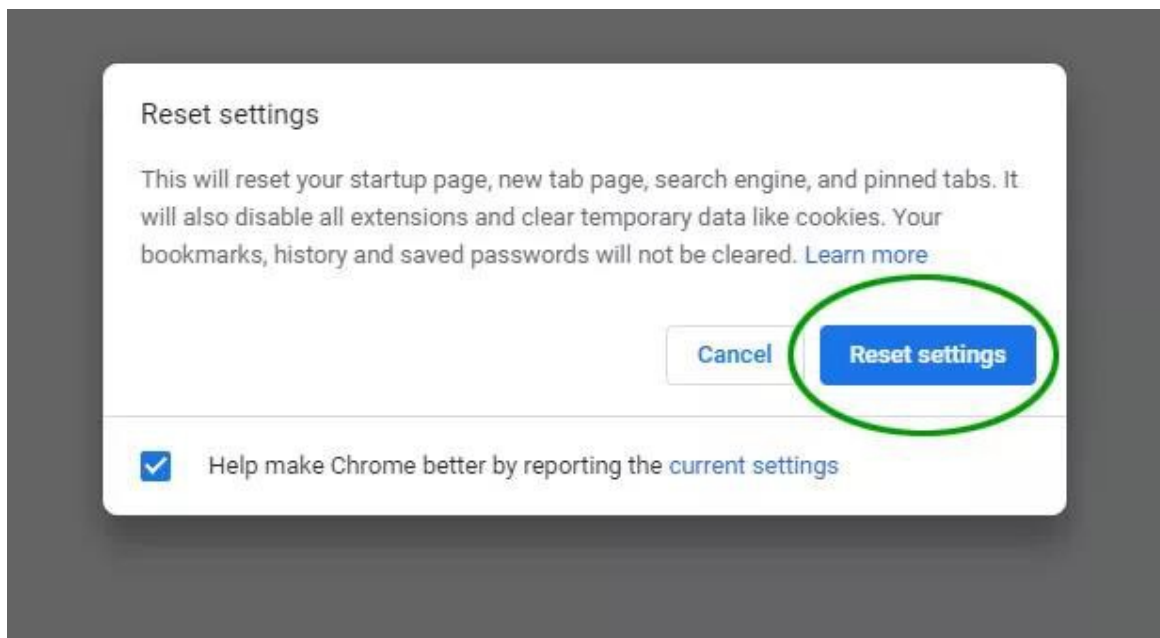 Reset settings
This will reset your startup page, new tab page, search engine, and pinned tabs. It
will also disable all extensions and clear temporary data like cookies. Your
bookmarks, history and saved passwords will not be cleared. Learn more
Cancel
Reset settings
Help make Chrome better by reporting the current settings